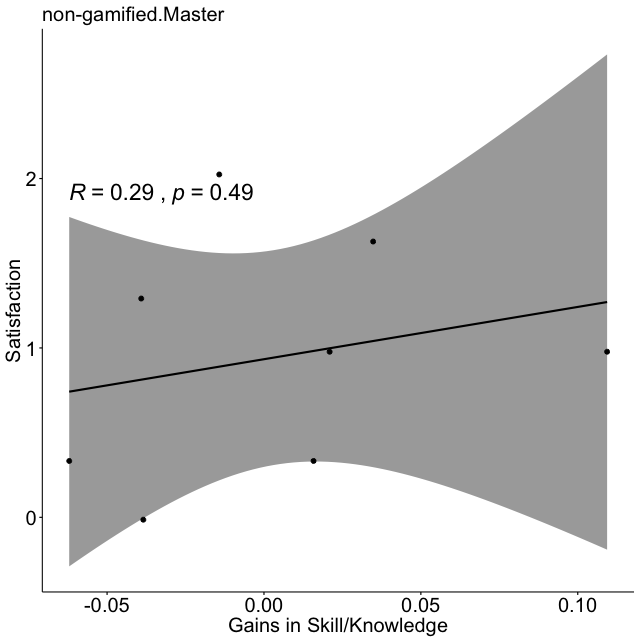 non-gamified.Master
R = 0.29 , p = 0.49
Satisfaction
2
1
0
-0.05 0.00 0.05 0.10
Gains in Skill/Knowledge